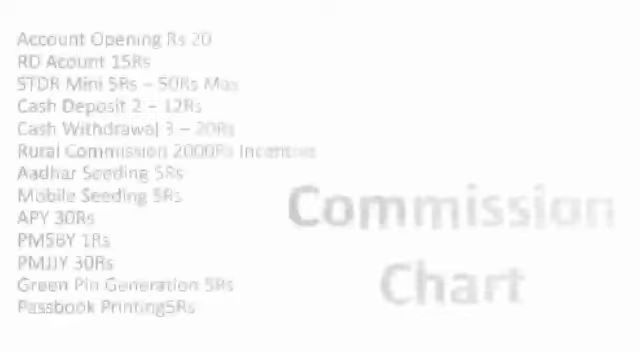 Account Opening Rs 20
RD Acount 15Rs
STDR Mini 5Rs – 50Rs Max
Cash Deposit 2 – 12Rs
Cash Withdrawal 3 – 20Rs
Rural Commission 2000Rs Incentive
Aadhar Seeding 5Rs
Mobile Seeding 5Rs
APY 30Rs
PMSBY 1Rs
PMJJY 30Rs
Green Pin Generation 5Rs
Passbook Printing5Rs
Commission
Chart